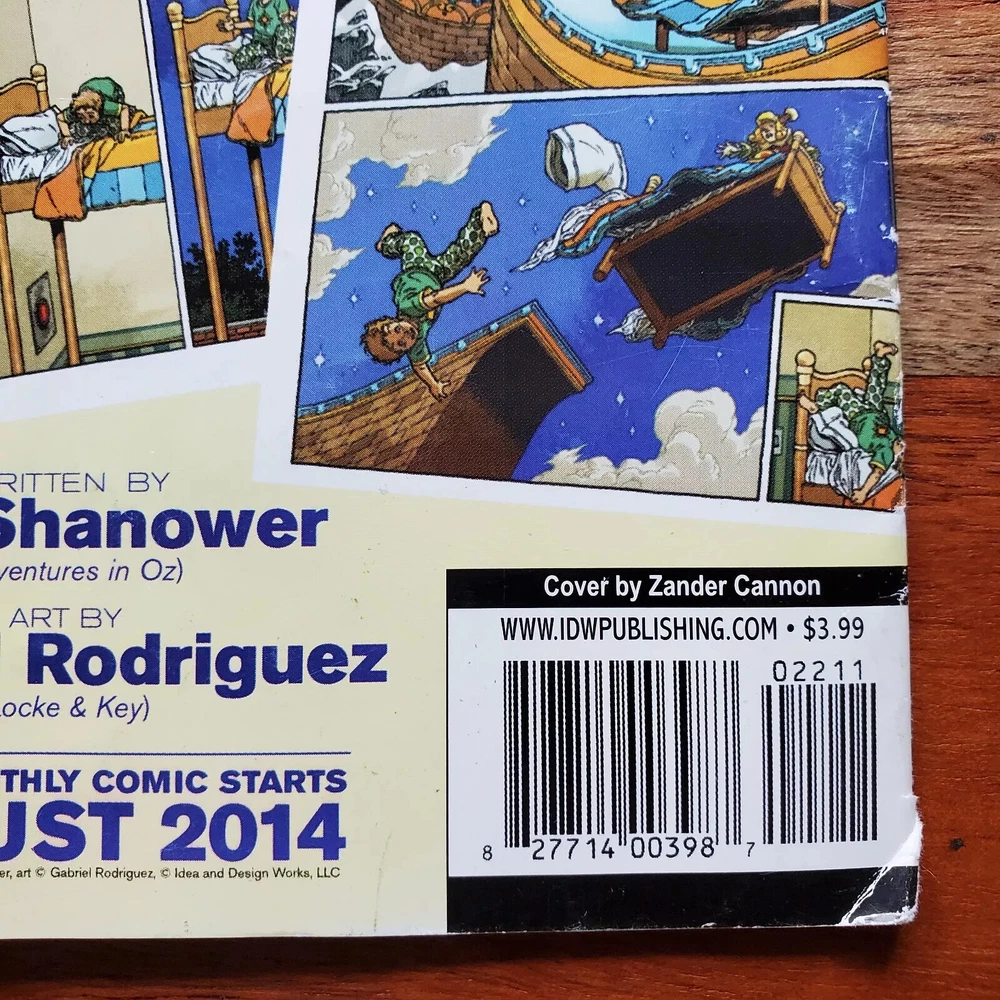 RITTEN BY
Shanower
ventures in Oz)
ART BY
Rodriguez
Locke & Key)
THLY COMIC STARTS
UST 2014
er, art © Gabriel Rodriguez, © Idea and Design Works, LLC
Cover by Zander Cannon
WWW.IDWPUBLISHING.COM • $3.99
02211
8 27714 00398 7